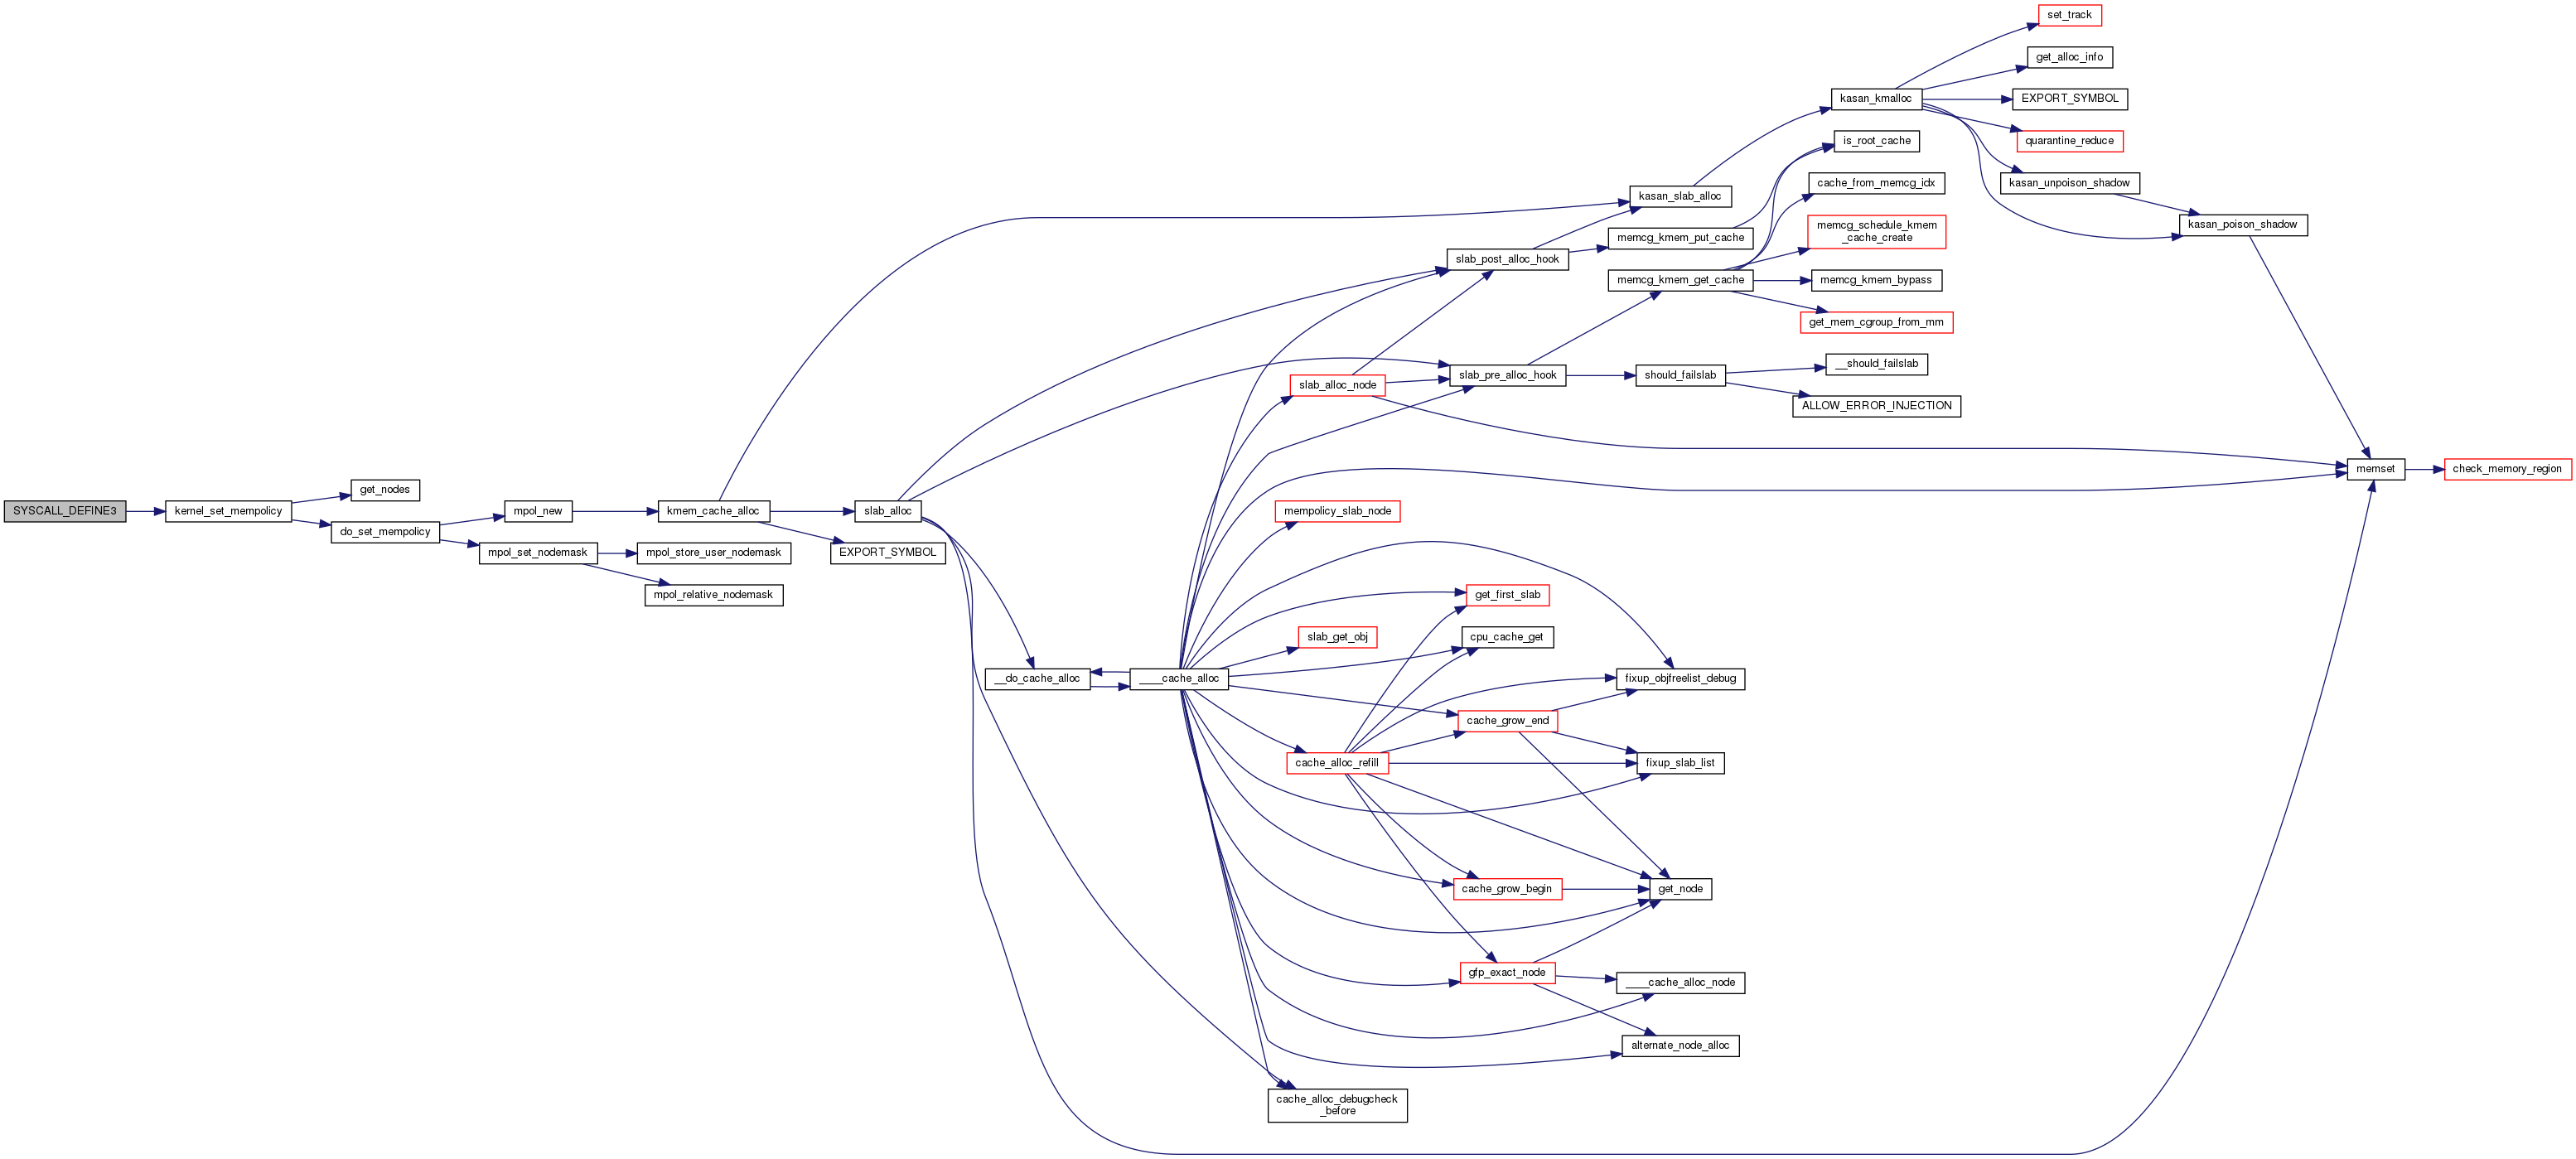 set_track
get_alloc_info
kasan_kmalloc
EXPORT_SYMBOL
is_root_cache
quarantine_reduce
cache_from_memcg_idx
kasan_unpoison_shadow
kasan_slab_alloc
memcg_schedule_kmem
_cache_create
kasan_poison_shadow
memcg_kmem_put_cache
slab_post_alloc_hook
memcg_kmem_get_cache
memcg_kmem_bypass
get_mem_cgroup_from_mm
__should_failslab
slab_alloc_node
slab_pre_alloc_hook
should_failslab
ALLOW_ERROR_INJECTION
memset
check_memory_region
get_nodes
SYSCALL_DEFINE3
kernel_set_mempolicy
mpol_new
kmem_cache_alloc
slab_alloc
mempolicy_slab_node
do_set_mempolicy
mpol_set_nodemask
mpol_store_user_nodemask
EXPORT_SYMBOL
mpol_relative_nodemask
get_first_slab
slab_get_obj
cpu_cache_get
__do_cache_alloc
____cache_alloc
fixup_objfreelist_debug
cache_grow_end
cache_alloc_refill
fixup_slab_list
cache_grow_begin
get_node
gfp_exact_node
____cache_alloc_node
alternate_node_alloc
cache_alloc_debugcheck
_before